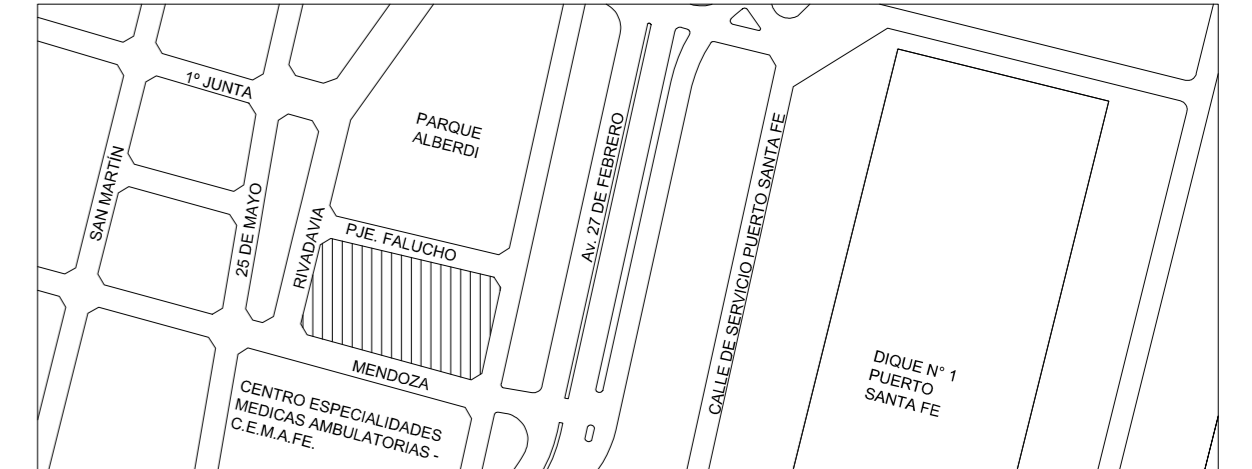 1º JUNTA
PARQUE
ALBERDI
SAN MARTÍN
25 DE MAYO
RIVADAVIA
PJE. FALUCHO
Av. 27 DE FEBRERO
CALLE DE SERVICIO PUERTO SANTA FE
MENDOZA
DIQUE N° 1
PUERTO
SANTA FE
CENTRO ESPECIALIDADES
MEDICAS AMBULATORIAS -
C.E.M.A.FE.